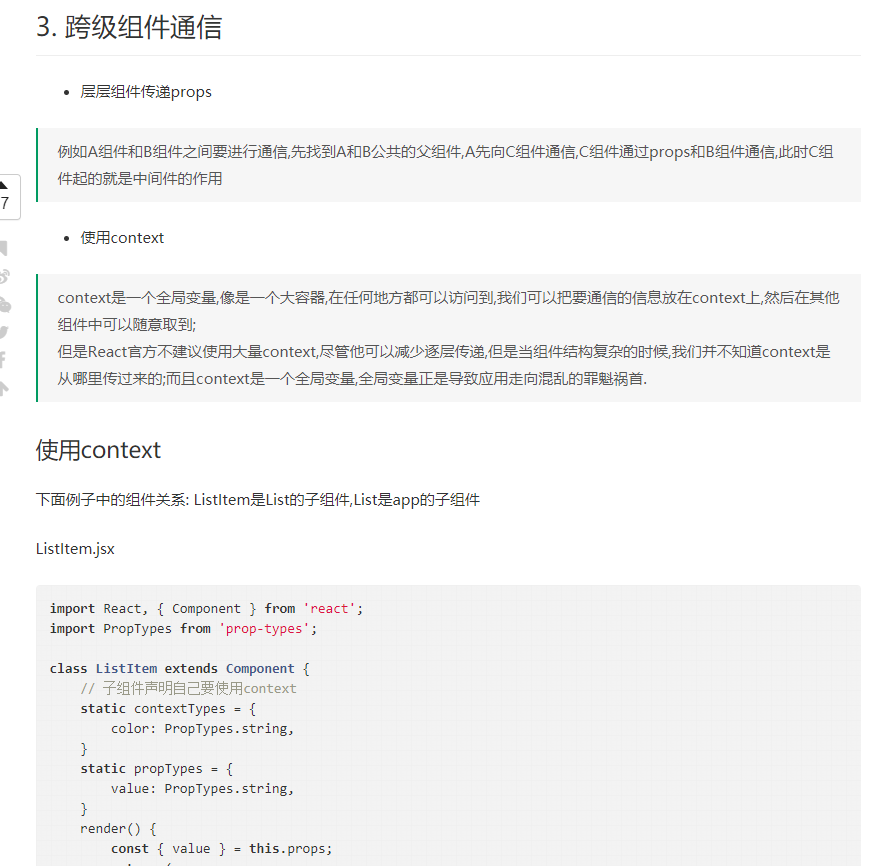 3. 跨级组件通信
层层组件传递props
例如A组件和B组件之间要进行通信,先找到A和B公共的父组件,A先向C组件通信,C组件通过props和B组件通信,此时C组
件起的就是中间件的作用
7
使用context
context是一个全局变量,像是一个大容器,在任何地方都可以访问到,我们可以把要通信的信息放在context上,然后在其他
组件中可以随意取到;
但是React官方不建议使用大量context,尽管他可以减少逐层传递,但是当组件结构复杂的时候,我们并不知道context是
从哪里传过来的;而且context是一个全局变量,全局变量正是导致应用走向混乱的罪魁祸首.
使用context
下面例子中的组件关系: ListItem是List的子组件,List是app的子组件
ListItem.jsx
import React, { Component } from 'react';
import PropTypes from 'prop-types';
class ListItem extends Component {
// 子组件声明自己要使用context
static contextTypes = {
color: PropTypes.string,
}
static propTypes = {
value: PropTypes.string,
}
render() {
const { value } = this.props;